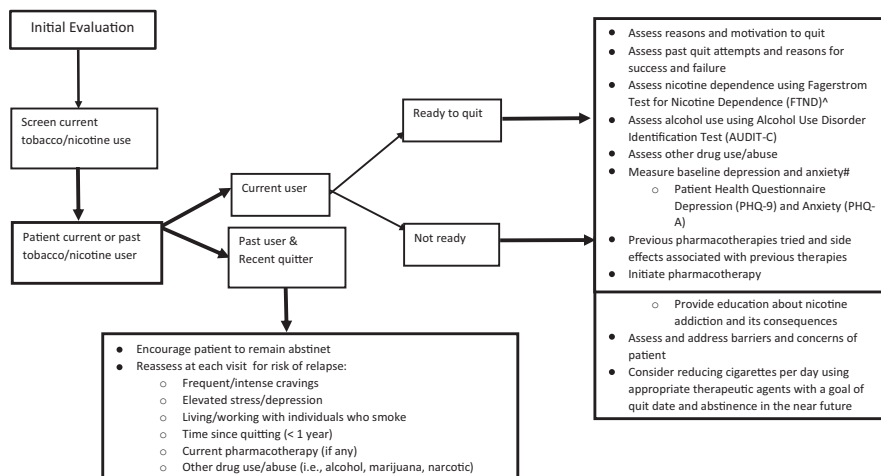 Initial Evaluation
Screen current
tobacco/nicotine use
Patient current or past
tobacco/nicotine user
Current user
Past user &
Recent quitter
Ready to quit
Not ready
● Assess reasons and motivation to quit
● Assess past quit attempts and reasons for
success and failure
● Assess nicotine dependence using Fagerstrom
Test for Nicotine Dependence (FTND)^
● Assess alcohol use using Alcohol Use Disorder
Identification Test (AUDIT-C)
● Assess other drug use/abuse
● Measure baseline depression and anxiety#
○ Patient Health Questionnaire
Depression (PHQ-9) and Anxiety (PHQ-
A)
● Previous pharmacotherapies tried and side
effects associated with previous therapies
● Initiate pharmacotherapy
○ Provide education about nicotine
addiction and its consequences
● Assess and address barriers and concerns of
patient
● Consider reducing cigarettes per day using
appropriate therapeutic agents with a goal of
quit date and abstinence in the near future
● Encourage patient to remain abstinet
● Reassess at each visit for risk of relapse:
○ Frequent/intense cravings
○ Elevated stress/depression
○ Living/working with individuals who smoke
○ Time since quitting (< 1 year)
○ Current pharmacotherapy (if any)
○ Other drug use/abuse (i.e., alcohol, marijuana, narcotic)